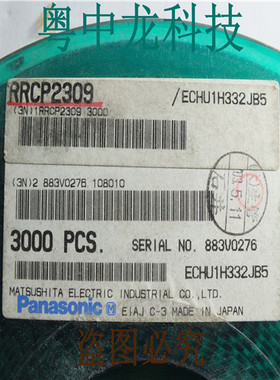 粤中龙科技
RRCP2309
/ECHU1H332JB5
(3N)1RRCP2309 3000
(3N)2 883V0276 108010
3000 PCS.
SERIAL NO. 883V0276
ECHU1H332JB5
MATSUSHITA ELECTRIC INDUSTRIAL CO.,LTD.
Panasonic
EIAJ C-3 MADE IN JAPAN
盗图必究